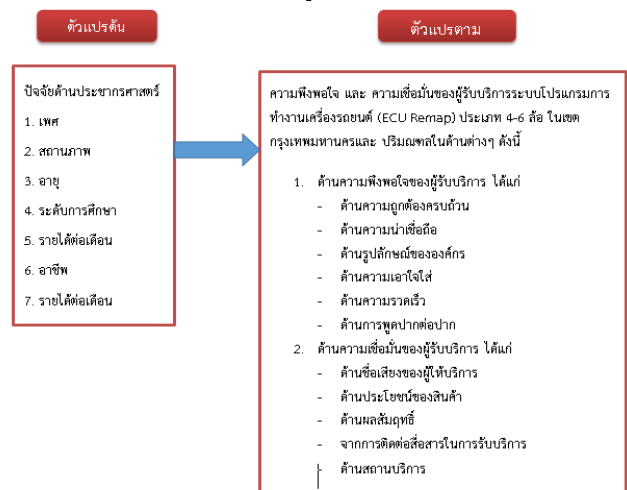 ตัวแปรต้น
ปัจจัยด้านประชากรศาสตร์
1. เพศ
2. สถานภาพ
3. อายุ
4. ระดับการศึกษา
5. รายได้ต่อเดือน
6. อาชีพ
7. รายได้ต่อเดือน
ตัวแปรตาม
ความพึงพอใจ และ ความเชื่อมั่นของผู้รับบริการระบบโปรแกรมการ
ทำงานเครื่องรถยนต์ (ECU Remap) ประเภท 4-6 ล้อ ในเขต
กรุงเทพมหานครและ ปริมณฑลในด้านต่างๆ ดังนี้
1. ด้านความพึงพอใจของผู้รับบริการ ได้แก่
- ด้านความถูกต้องครบถ้วน
- ด้านความน่าเชื่อถือ
- ด้านรูปลักษณ์ขององค์กร
- ด้านความเอาใจใส่
- ด้านความรวดเร็ว
- ด้านการพูดปากต่อปาก
2. ด้านความเชื่อมั่นของผู้รับบริการ ได้แก่
- ด้านชื่อเสียงของผู้ให้บริการ
- ด้านประโยชน์ของสินค้า
- ด้านผลสัมฤทธิ์
- จากการติดต่อสื่อสารในการรับบริการ
- ด้านสถานบริการ